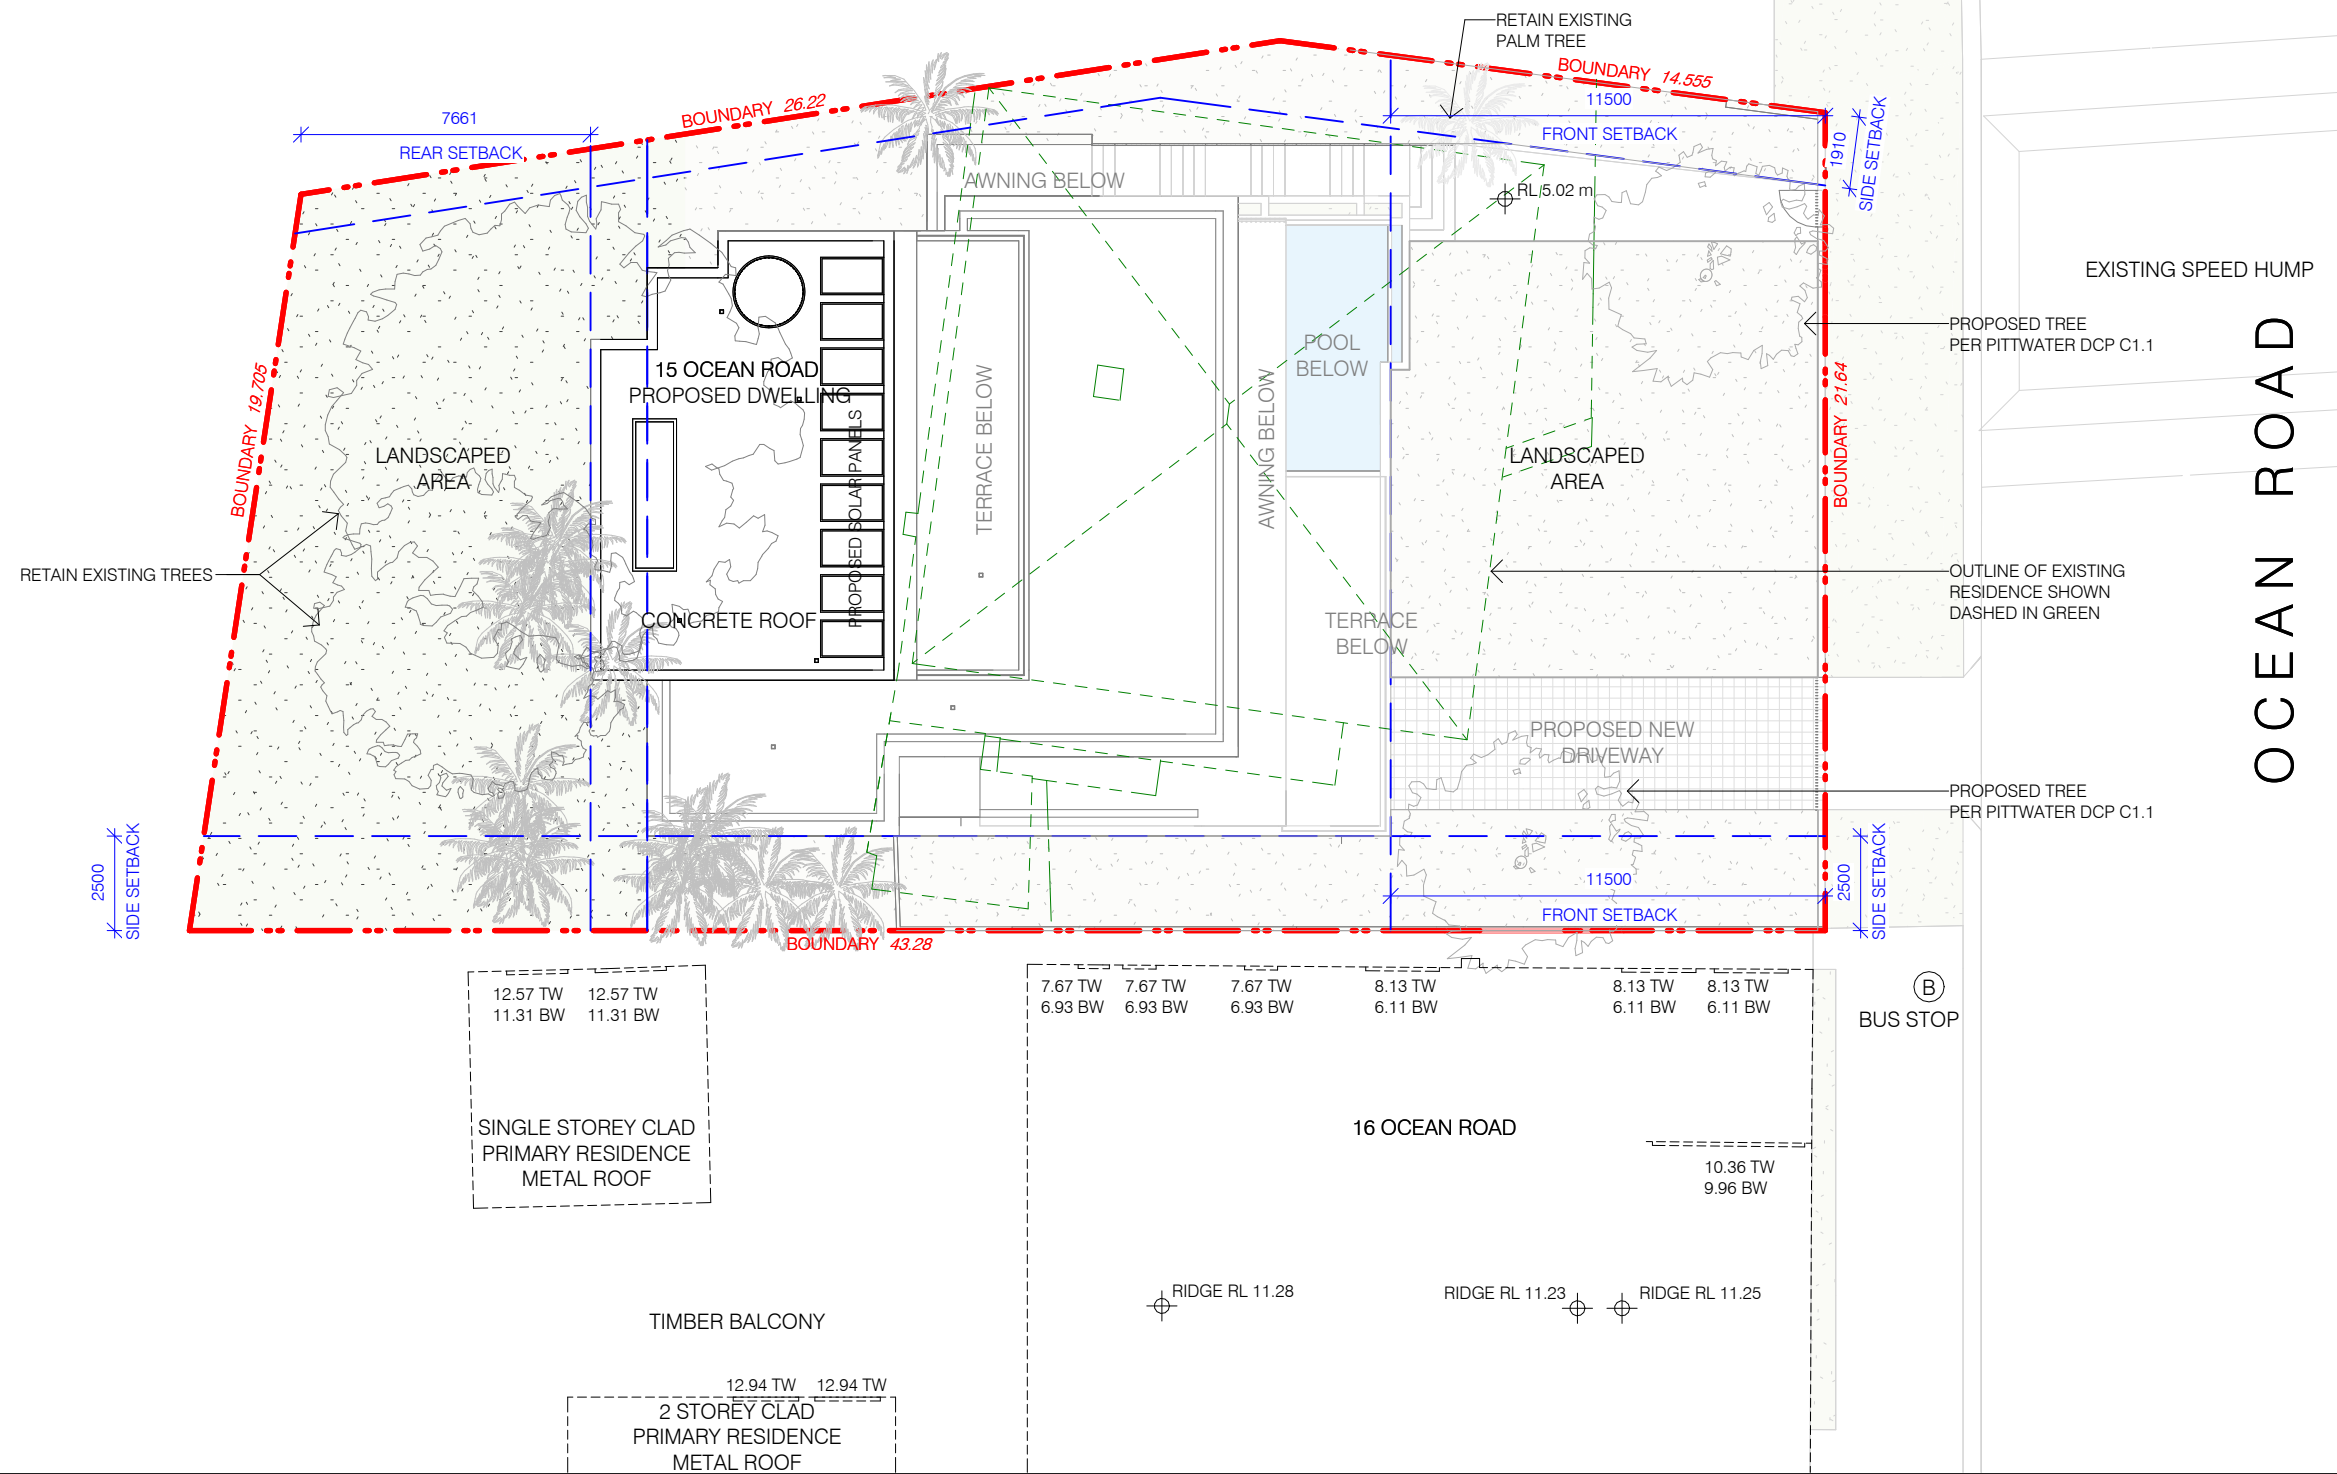 RETAIN EXISTING
PALM TREE
BOUNDARY 14.555
11500
FRONT SETBACK
1910
SIDE SETBACK
BOUNDARY 26.22
7661
REAR SETBACK
AWNING BELOW
RL 5.02 m
EXISTING SPEED HUMP
PROPOSED TREE
PER PITTWATER DCP C1.1
OCEAN ROAD
15 OCEAN ROAD
PROPOSED DWELLING
POOL
BELOW
TERRACE BELOW
AWNING BELOW
PROPOSED SOLAR PANELS
BOUNDARY 19.705
BOUNDARY 21.64
LANDSCAPED
AREA
LANDSCAPED
AREA
RETAIN EXISTING TREES
OUTLINE OF EXISTING
RESIDENCE SHOWN
DASHED IN GREEN
CONCRETE ROOF
TERRACE
BELOW
PROPOSED NEW
DRIVEWAY
PROPOSED TREE
PER PITTWATER DCP C1.1
2500
SIDE SETBACK
11500
FRONT SETBACK
2500
SIDE SETBACK
BOUNDARY 43.28
12.57 TW
11.31 BW
12.57 TW
11.31 BW
7.67 TW
6.93 BW
7.67 TW
6.93 BW
7.67 TW
6.93 BW
8.13 TW
6.11 BW
8.13 TW
6.11 BW
8.13 TW
6.11 BW
B
BUS STOP
SINGLE STOREY CLAD
PRIMARY RESIDENCE
METAL ROOF
16 OCEAN ROAD
10.36 TW
9.96 BW
RIDGE RL 11.28
RIDGE RL 11.23
RIDGE RL 11.25
TIMBER BALCONY
12.94 TW
12.94 TW
2 STOREY CLAD
PRIMARY RESIDENCE
METAL ROOF